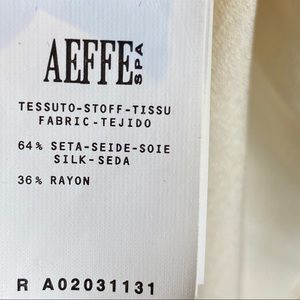 AEFFE SPA
TESSUTO-STOFF-TISSU
FABRIC-TEJIDO
64% SETA-SEIDE-SOIE
SILK-SEDA
36% RAYON
R A02031131